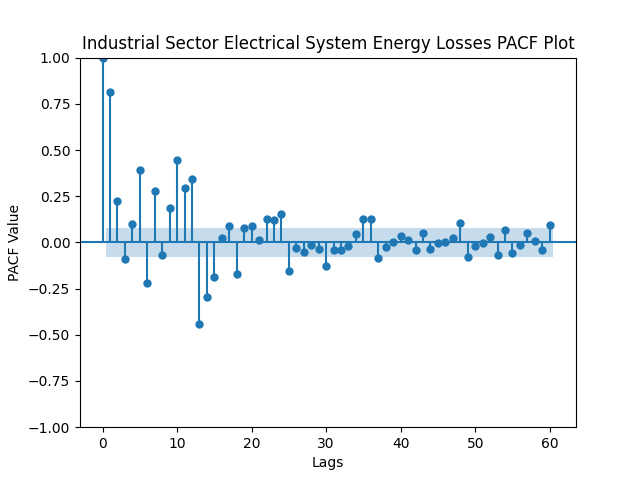 Industrial Sector Electrical System Energy Losses PACF Plot
1.00
0.75
0.50
0.25
0.00
−0.25
−0.50
−0.75
−1.00
PACF Value
0 10 20 30 40 50 60
Lags